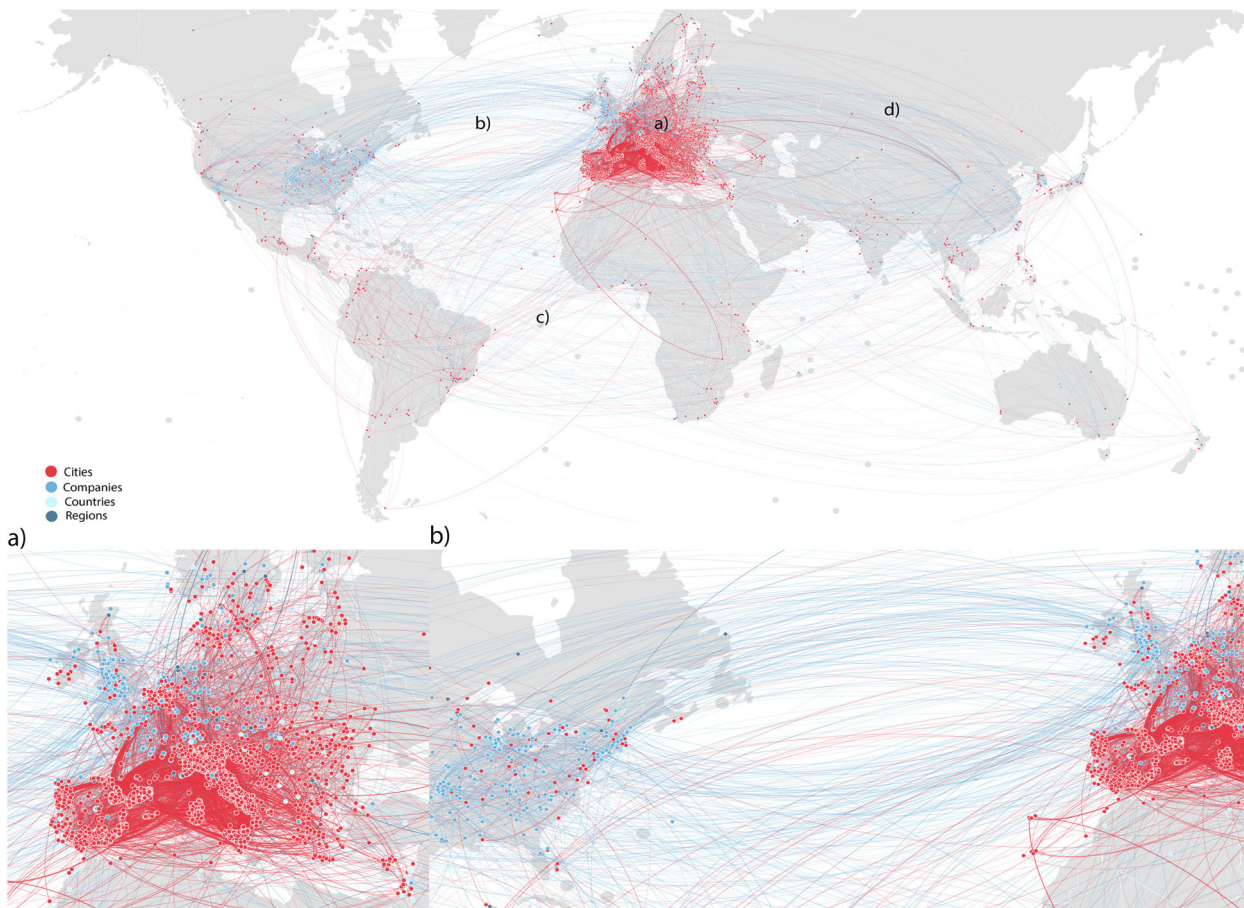 b)
a)
d)
c)
Cities
Companies
Countries
Regions
a)
b)